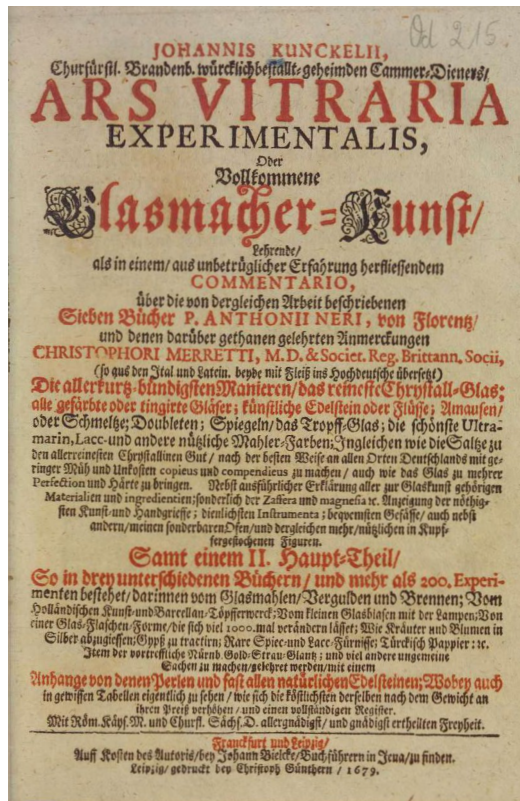 Od 215.
JOHANNIS KUNCKELII,
Churfürstl. Brandenb. würcklichbestallt-geheimden Cammer-Dieners/
ARS VITRARIA
EXPERIMENTALIS,
Oder
Vollkommene
Glasmacher-Kunst/
Lehrende/
als in einem/ aus unbetrüglicher Erfahrung herfliessendem
COMMENTARIO,
über die von dergleichen Arbeit beschriebenen
Sieben Bücher P. ANTHONII NERI, von Florentz/
und denen darüber gethanen gelehrten Anmerckungen
CHRISTOPHORI MERRETTI, M.D. & Societ. Reg. Brittann. Socii,
(so aus den Ital. und Latein. beyde mit Fleiß ins Hochdeutsche übersetzt)
Die allerkurtz-bündigsten Manieren/ das reineste Chrystall-Glas;
alle gefärbte oder tingirte Gläser; künstliche Edelstein oder Flüsse; Amausen/
oder Schmeltze; Doubleten; Spiegeln/ das Tropff-Glas; die schönste Ultra-
marin, Lacc- und andere nützliche Mahler-Farben; Ingleichen wie die Saltze zu
den allerreinesten Chrystallinen Gut/ nach der besten Weise an allen Orten Deutschlands mit ge-
ringer Müh und Unkosten copieus und compendieus zu machen/ auch wie das Glas zu mehrer
Perfection und Härte zu bringen. Nebst ausführlicher Erklärung aller zur Glaskunst gehörigen
Materialien und ingredientien; sonderlich der Zaffera und magnesia ꝛc. Anzeigung der nöthig-
sten Kunst- und Handgriffe; dienlichsten Instrumenta; bequemsten Gefässe/ auch nebst
andern/ meinen sonderbaren Ofen/ und dergleichen mehr/ nützlichen in Kupf-
fergestochenen Figuren.
Samt einem II. Haupt-Theil/
So in drey unterschiedenen Büchern/ und mehr als 200. Experi-
menten bestehet/ darinnen vom Glasmahlen/ Vergulden und Brennen; Vom
Holländischen Kunst- und Barcellan-Töpfferwerck; Vom kleinen Glasblasen mit der Lampen; Von
einer Glas-Flaschen-Forme/ die sich viel 1000. mal verändern lässet; Wie Kräuter und Blumen in
Silber abzugiessen; Gypß zu tractirn; Rare Spic- und Lacc-Fürnisse; Türckisch Pappier: ꝛc.
Item der vortreffliche Nürnb. Gold-Strau-Glantz; und viel andere ungemeine
Sachen zu machen/ gelehret werden/ mit einem
Anhange von denen Perlen und fast allen natürlichen Edelsteinen; Wobey auch
in gewissen Tabellen eigentlich zu sehen/ wie sich die köstlichsten derselben nach dem Gewicht an
ihren Preiß verhöhen/ und einen vollständigen Register.
Mit Röm. Käys. M. und Churfl. Sächs. D. allergnädigst/ und gnädigst ertheilten Freyheit.
Franckfurt und Leipzig/
Auff Kosten des Autoris/ bey Johann Bielcke/ Buchführern in Jena/ zu finden.
Leipzig/ gedruckt bey Christoph Günthern/ 1679.